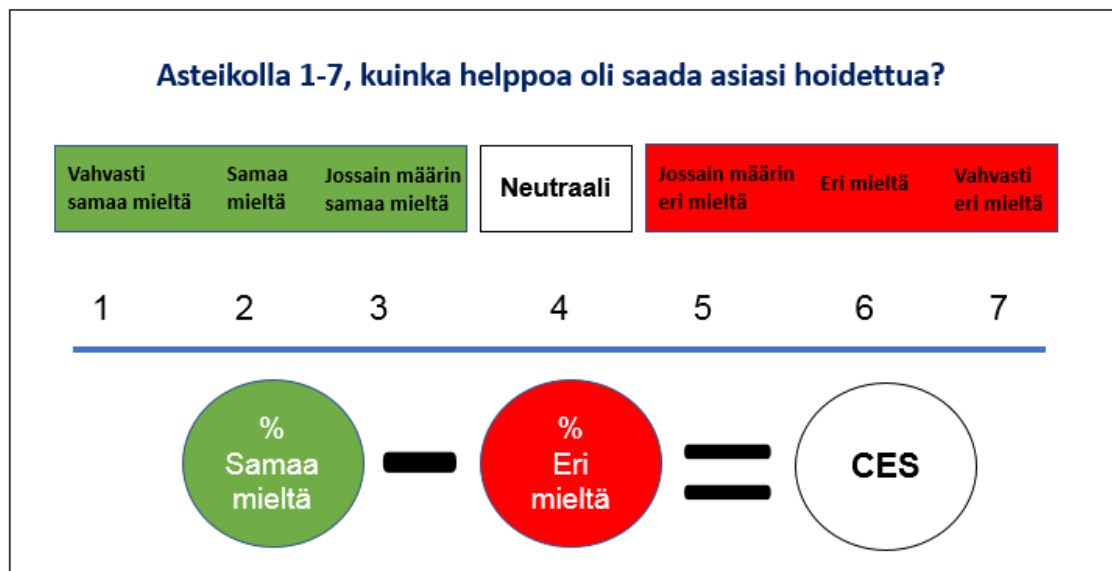 Asteikolla 1-7, kuinka helppoa oli saada asiasi hoidettua?
Vahvasti
samaa mieltä
Samaa
mieltä
Jossain määrin
samaa mieltä
Neutraali
Jossain määrin
eri mieltä
Eri mieltä
Vahvasti
eri mieltä
1 2 3 4 5 6 7
%
Samaa
mieltä
%
Eri
mieltä
CES